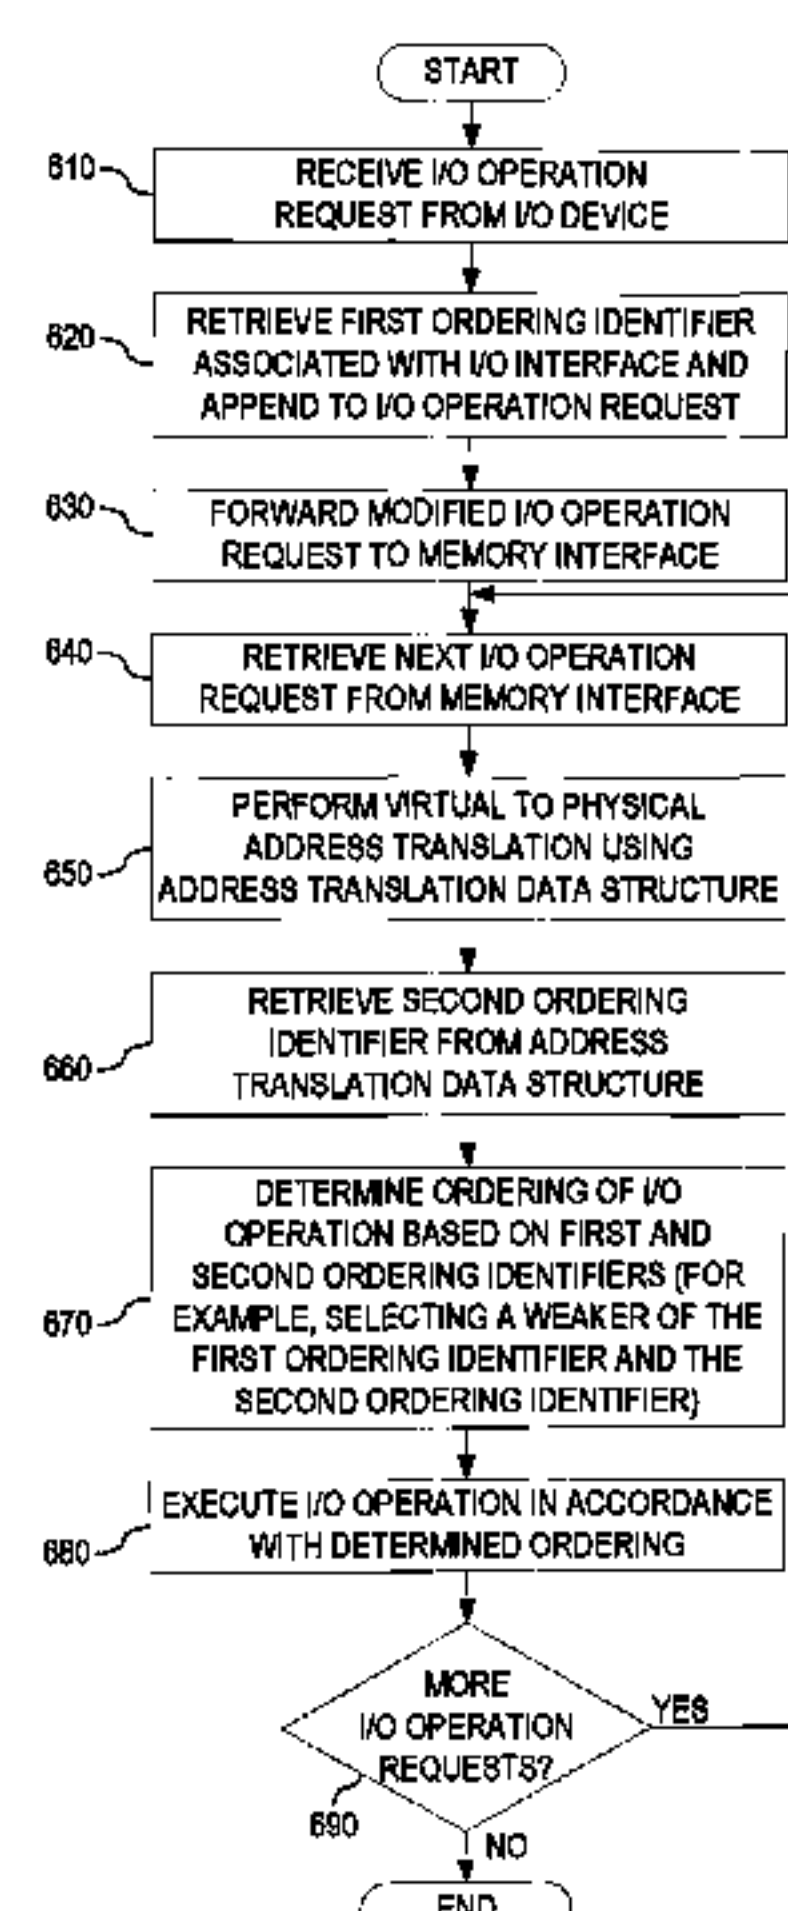 START
610
RECEIVE I/O OPERATION
REQUEST FROM I/O DEVICE
620
RETRIEVE FIRST ORDERING IDENTIFIER
ASSOCIATED WITH I/O INTERFACE AND
APPEND TO I/O OPERATION REQUEST
630
FORWARD MODIFIED I/O OPERATION
REQUEST TO MEMORY INTERFACE
640
RETRIEVE NEXT I/O OPERATION
REQUEST FROM MEMORY INTERFACE
650
PERFORM VIRTUAL TO PHYSICAL
ADDRESS TRANSLATION USING
ADDRESS TRANSLATION DATA STRUCTURE
660
RETRIEVE SECOND ORDERING
IDENTIFIER FROM ADDRESS
TRANSLATION DATA STRUCTURE
670
DETERMINE ORDERING OF I/O
OPERATION BASED ON FIRST AND
SECOND ORDERING IDENTIFIERS (FOR
EXAMPLE, SELECTING A WEAKER OF THE
FIRST ORDERING IDENTIFIER AND THE
SECOND ORDERING IDENTIFIER)
680
EXECUTE I/O OPERATION IN ACCORDANCE
WITH DETERMINED ORDERING
MORE
I/O OPERATION
REQUESTS?
YES
690
NO
END